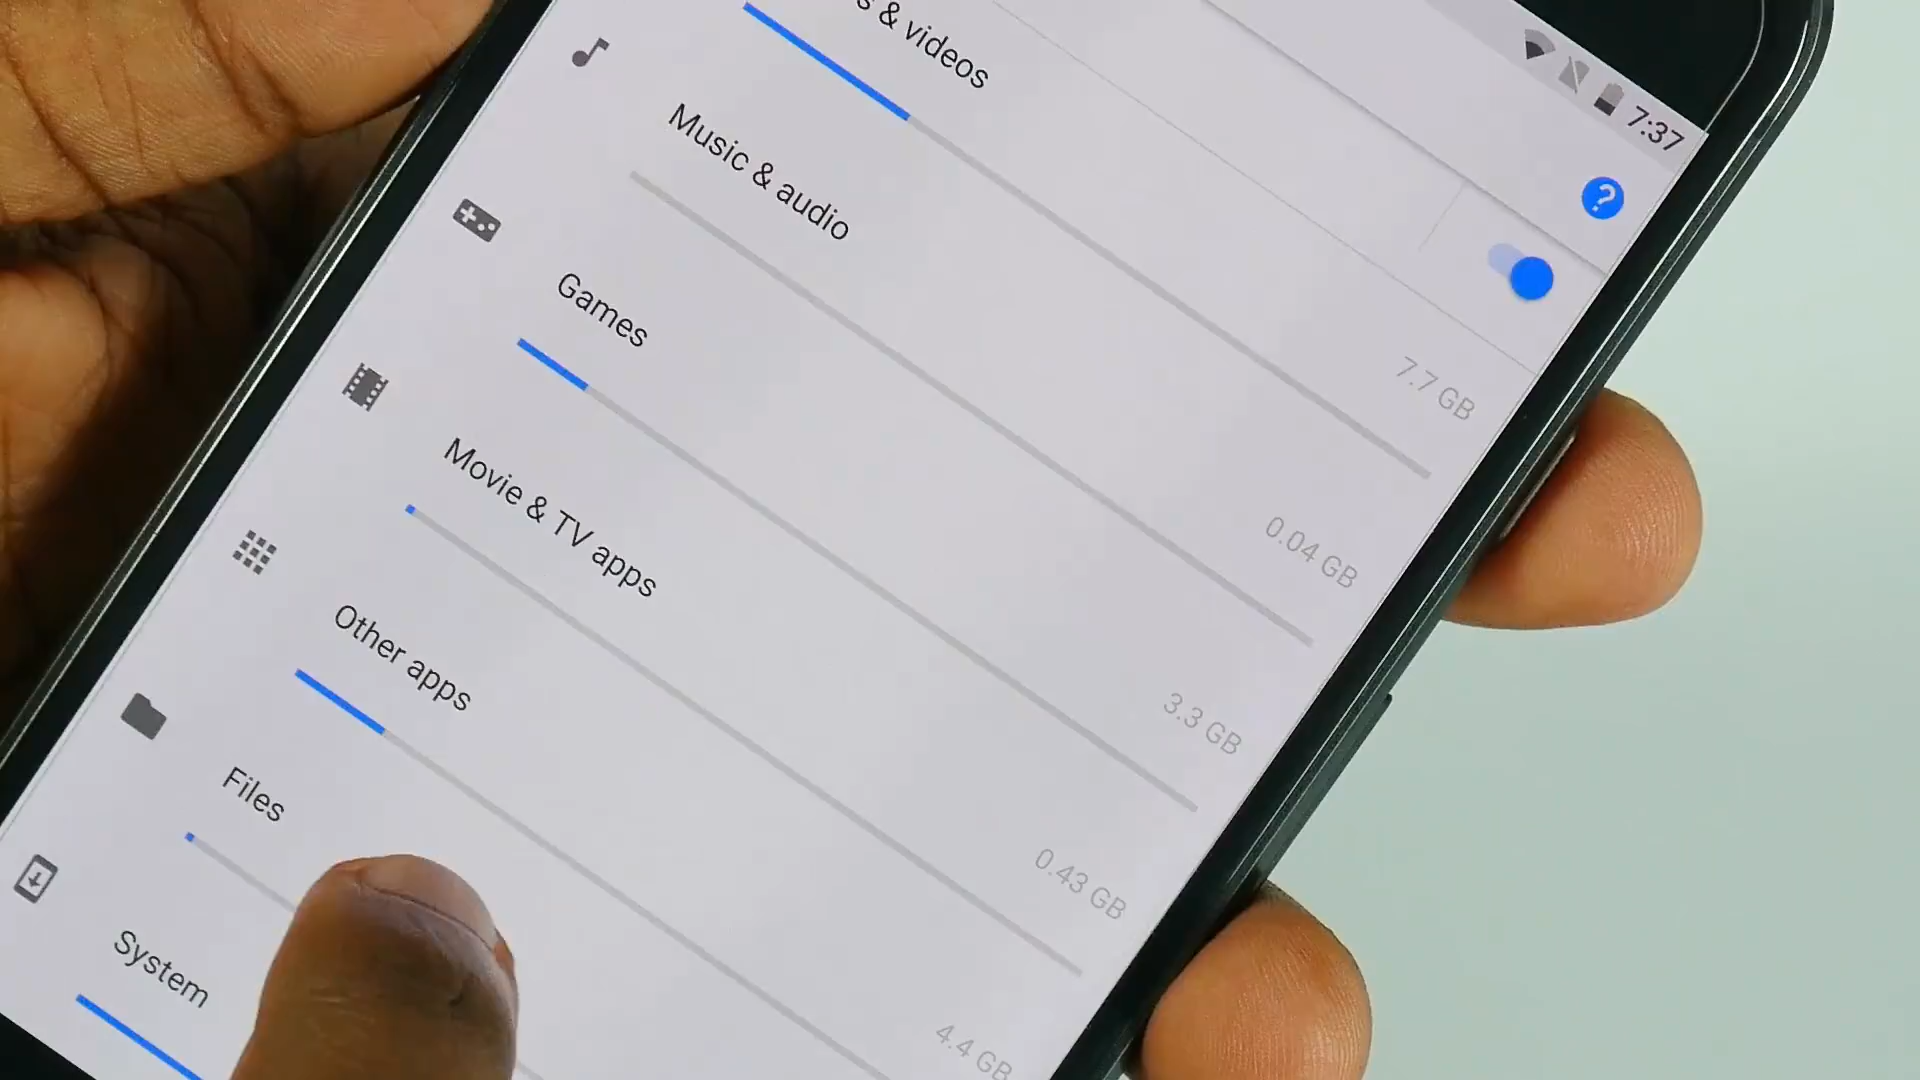 7:37
?
& videos
7.7 GB
Music & audio
0.04 GB
Games
3.3 GB
Movie & TV apps
0.43 GB
Other apps
4.4 GB
Files
System